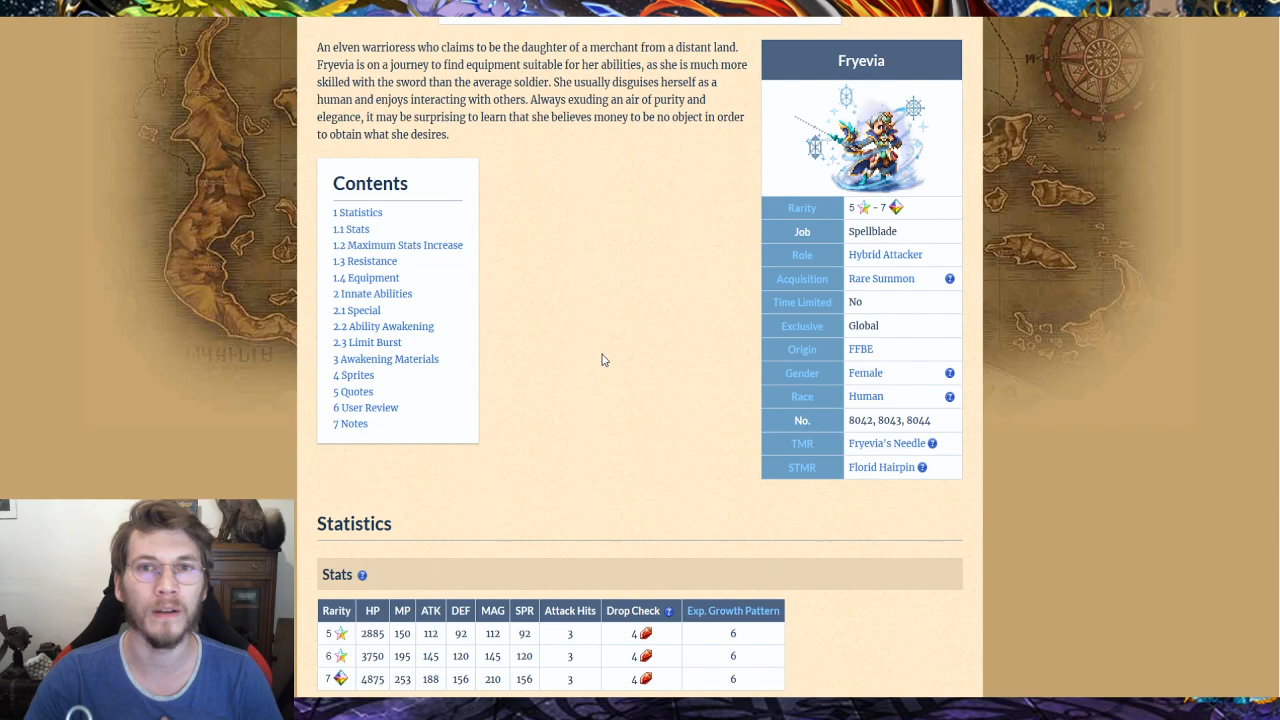 An elven warrioress who claims to be the daughter of a merchant from a distant land.
Fryevia is on a journey to find equipment suitable for her abilities, as she is much more
skilled with the sword than the average soldier. She usually disguises herself as a
human and enjoys interacting with others. Always exuding an air of purity and
elegance, it may be surprising to learn that she believes money to be no object in order
to obtain what she desires.
Contents
1 Statistics
1.1 Stats
1.2 Maximum Stats Increase
1.3 Resistance
1.4 Equipment
2 Innate Abilities
2.1 Special
2.2 Ability Awakening
2.3 Limit Burst
3 Awakening Materials
4 Sprites
5 Quotes
6 User Review
7 Notes
Fryevia
Rarity 5 - 7
Job Spellblade
Role Hybrid Attacker
Acquisition Rare Summon ?
Time Limited No
Exclusive Global
Origin FFBE
Gender Female ?
Race Human ?
No. 8042, 8043, 8044
TMR Fryevia's Needle ?
STMR Florid Hairpin ?
Statistics
Stats ?
Rarity HP MP ATK DEF MAG SPR Attack Hits Drop Check ? Exp. Growth Pattern
5 2885 150 112 92 112 92 3 4 6
6 3750 195 145 120 145 120 3 4 6
7 4875 253 188 156 210 156 3 4 6